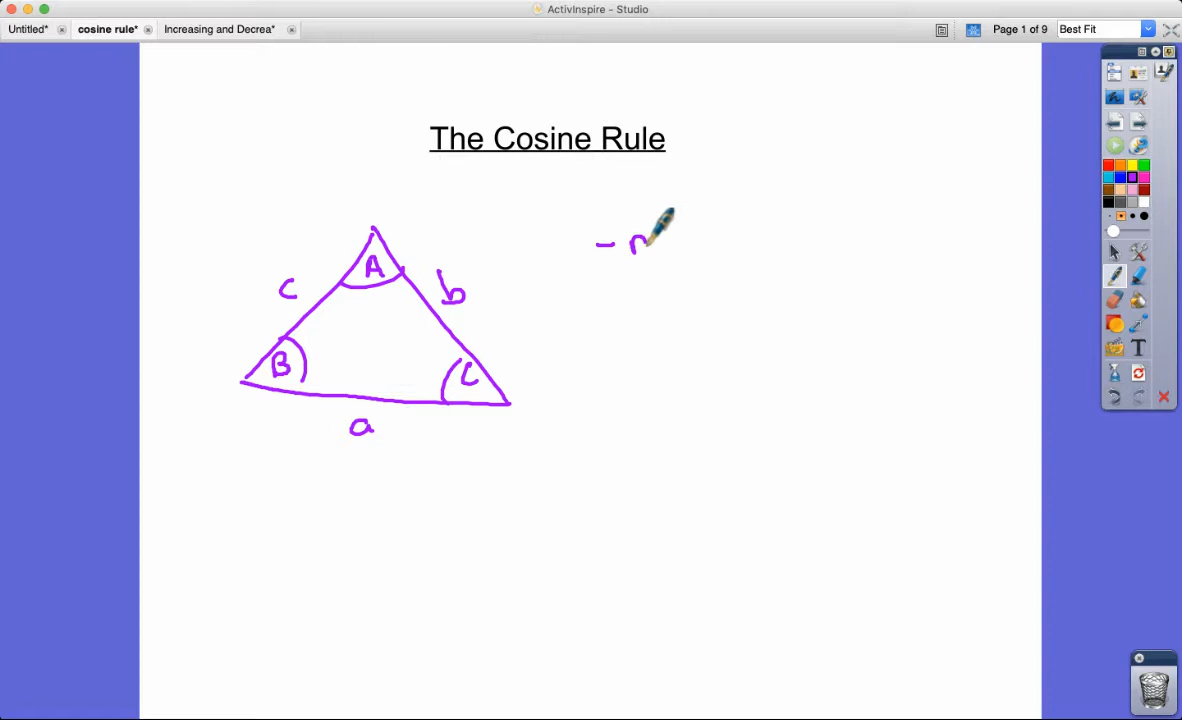 ActivInspire - Studio
Untitled* cosine rule* Increasing and Decrea* Page 1 of 9 Best Fit
The Cosine Rule
- n
A
c b
B C
a
T